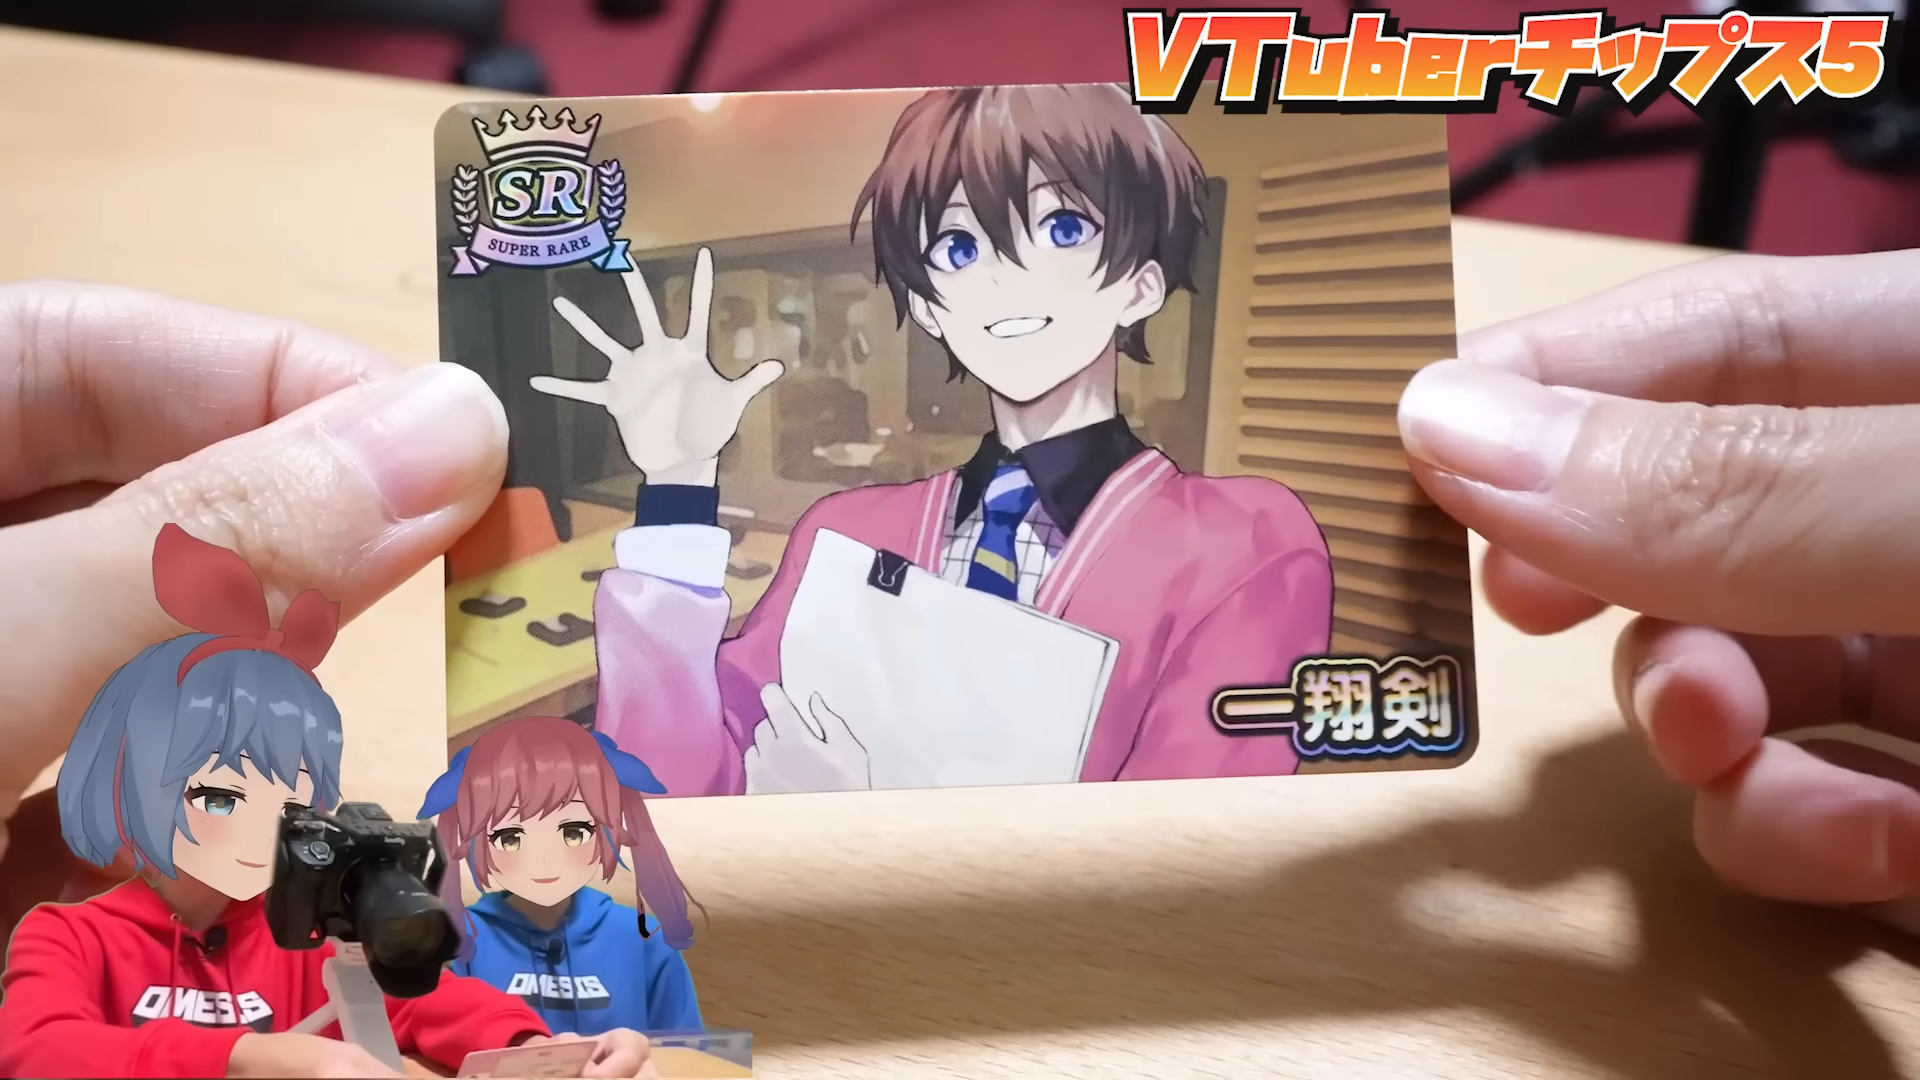 VTuberチップス5
SR
SUPER RARE
一翔剣
OMESIS
OMESIS